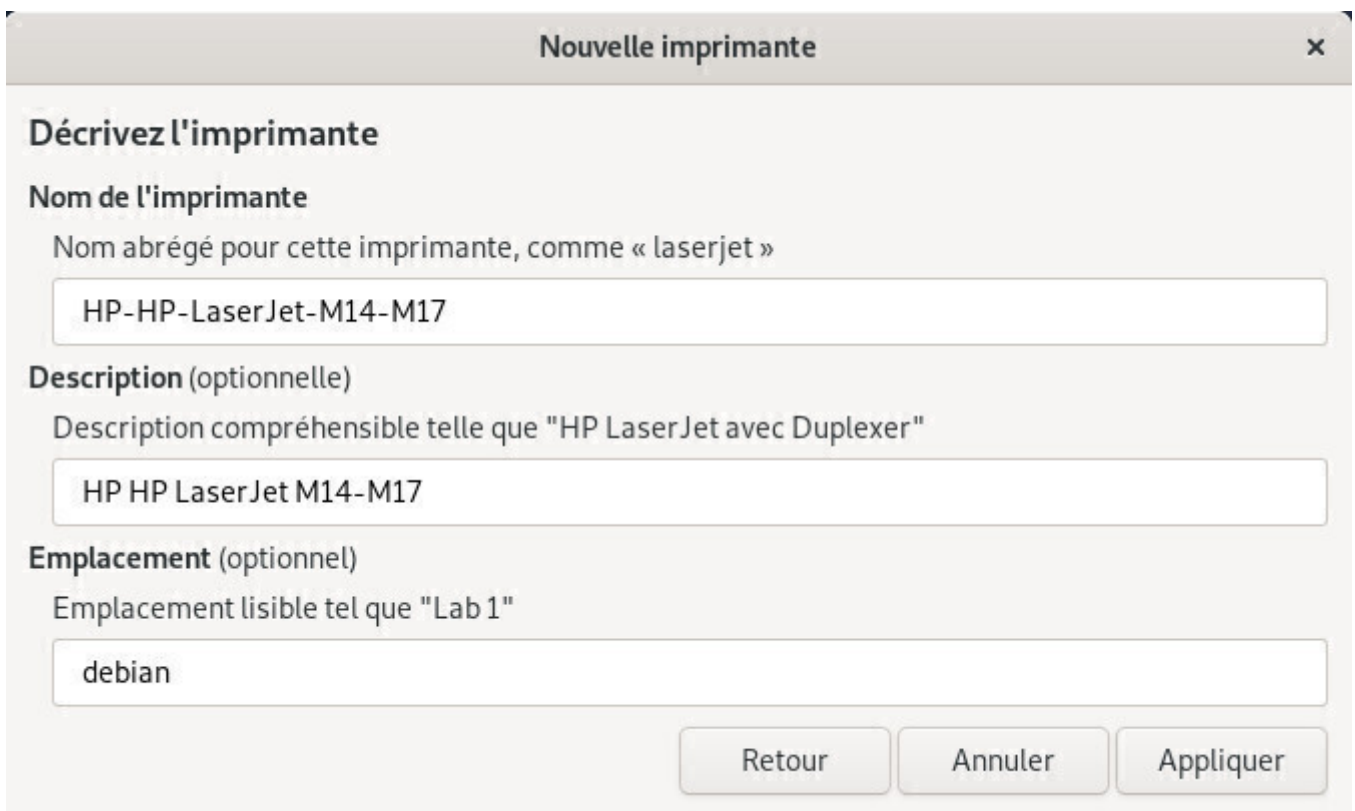 Nouvelle imprimante ×
Décrivez l'imprimante
Nom de l'imprimante
Nom abrégé pour cette imprimante, comme « laserjet »
HP-HP-LaserJet-M14-M17
Description (optionnelle)
Description compréhensible telle que "HP LaserJet avec Duplexer"
HP HP LaserJet M14-M17
Emplacement (optionnel)
Emplacement lisible tel que "Lab 1"
debian
Retour Annuler Appliquer